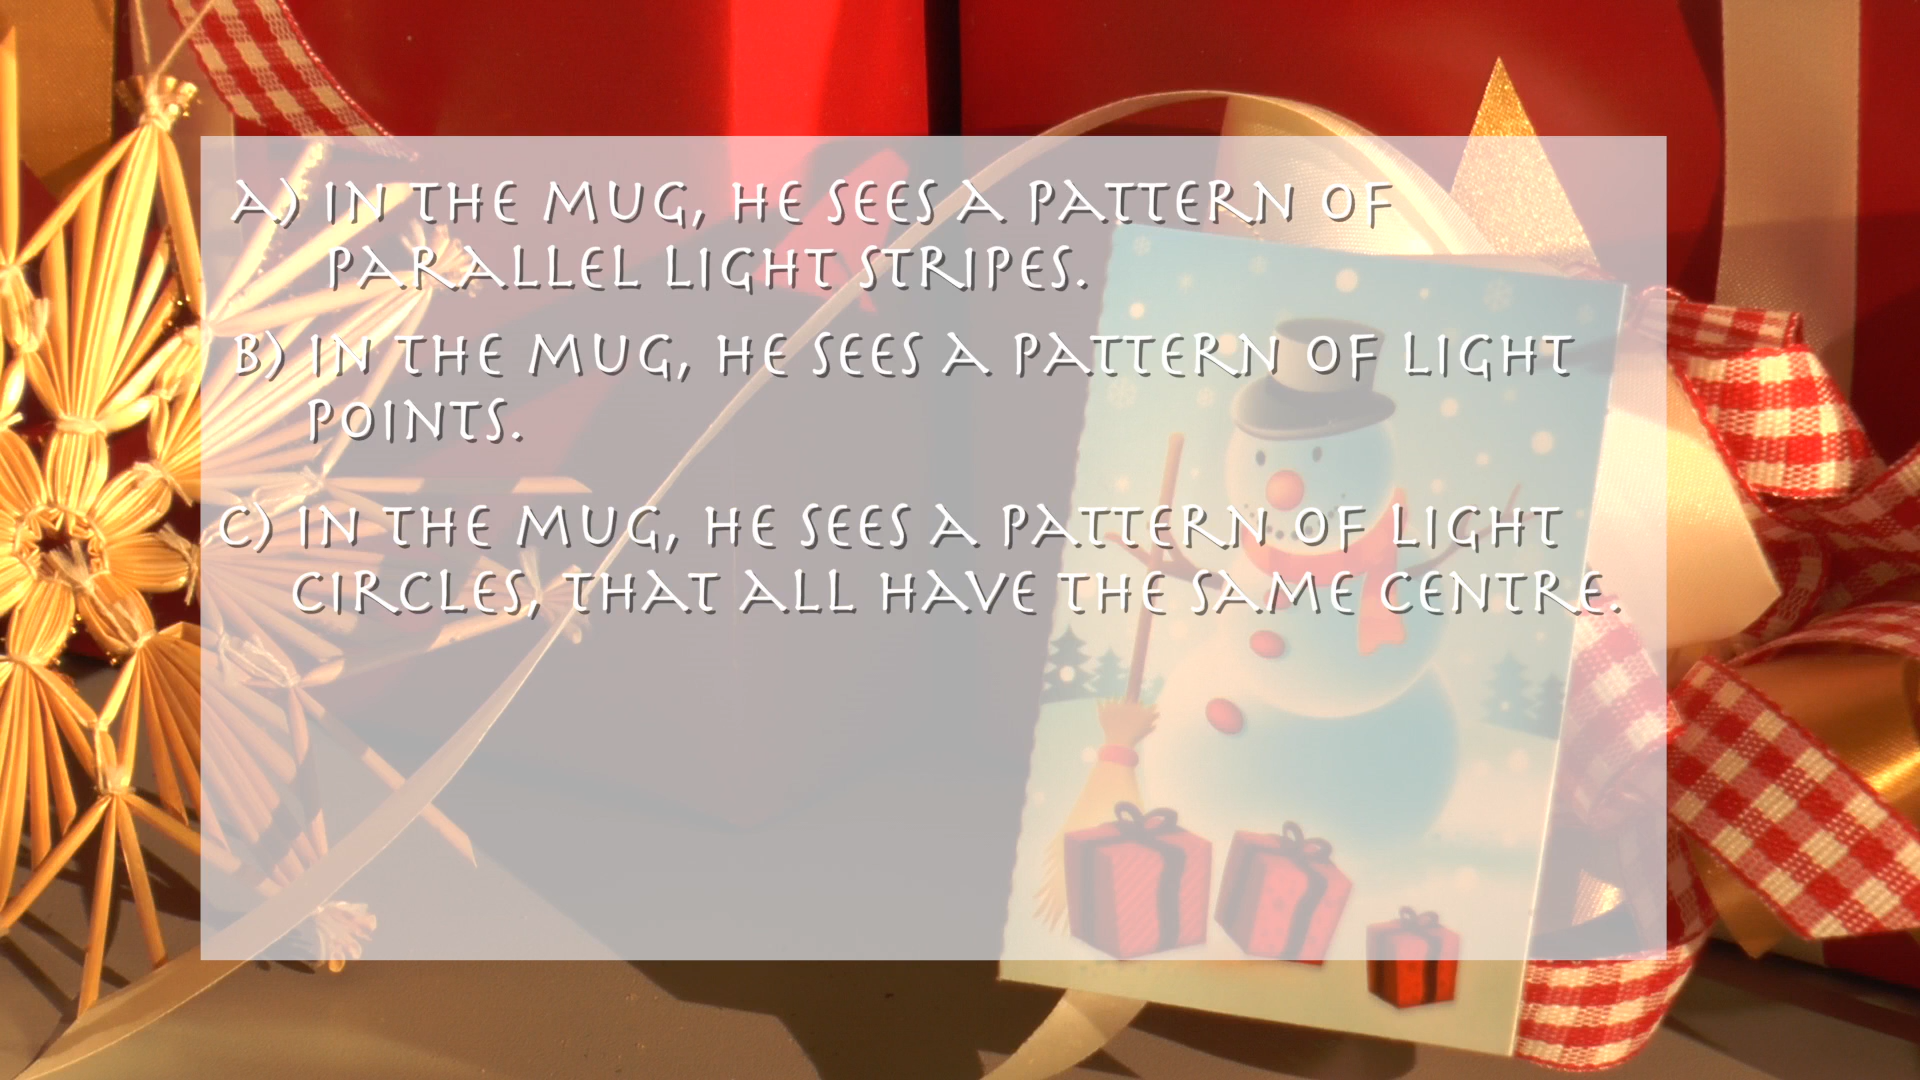 a) In the mug, he sees a pattern of
parallel light stripes.
b) In the mug, he sees a pattern of light
points.
c) In the mug, he sees a pattern of light
circles, that all have the same centre.